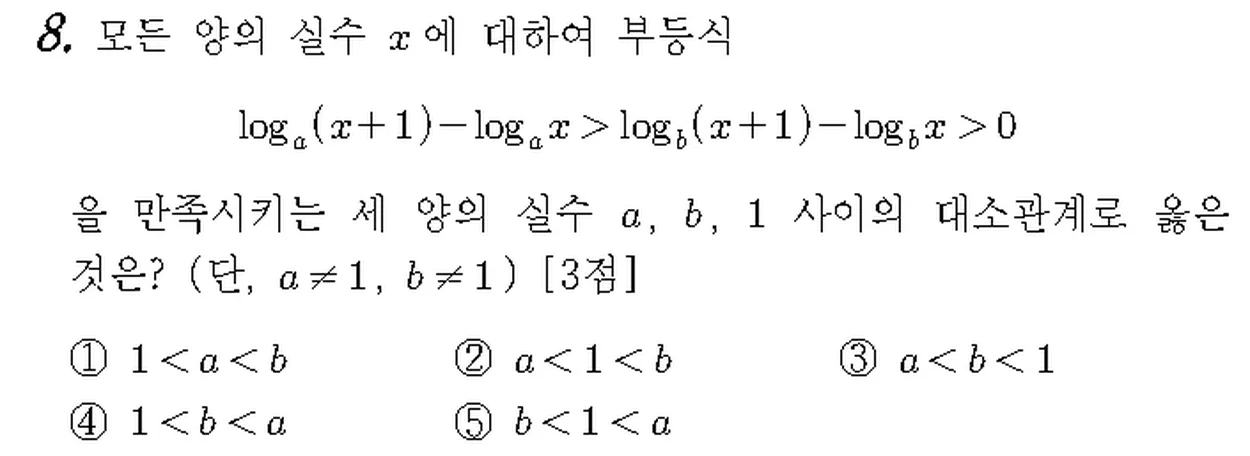 8. 모든 양의 실수 x에 대하여 부등식
logₐ(x+1)−logₐx > log_b(x+1)−log_bx > 0
을 만족시키는 세 양의 실수 a, b, 1 사이의 대소관계로 옳은
것은? (단, a≠1, b≠1) [3점]
① 1<a<b ② a<1<b ③ a<b<1
④ 1<b<a ⑤ b<1<a